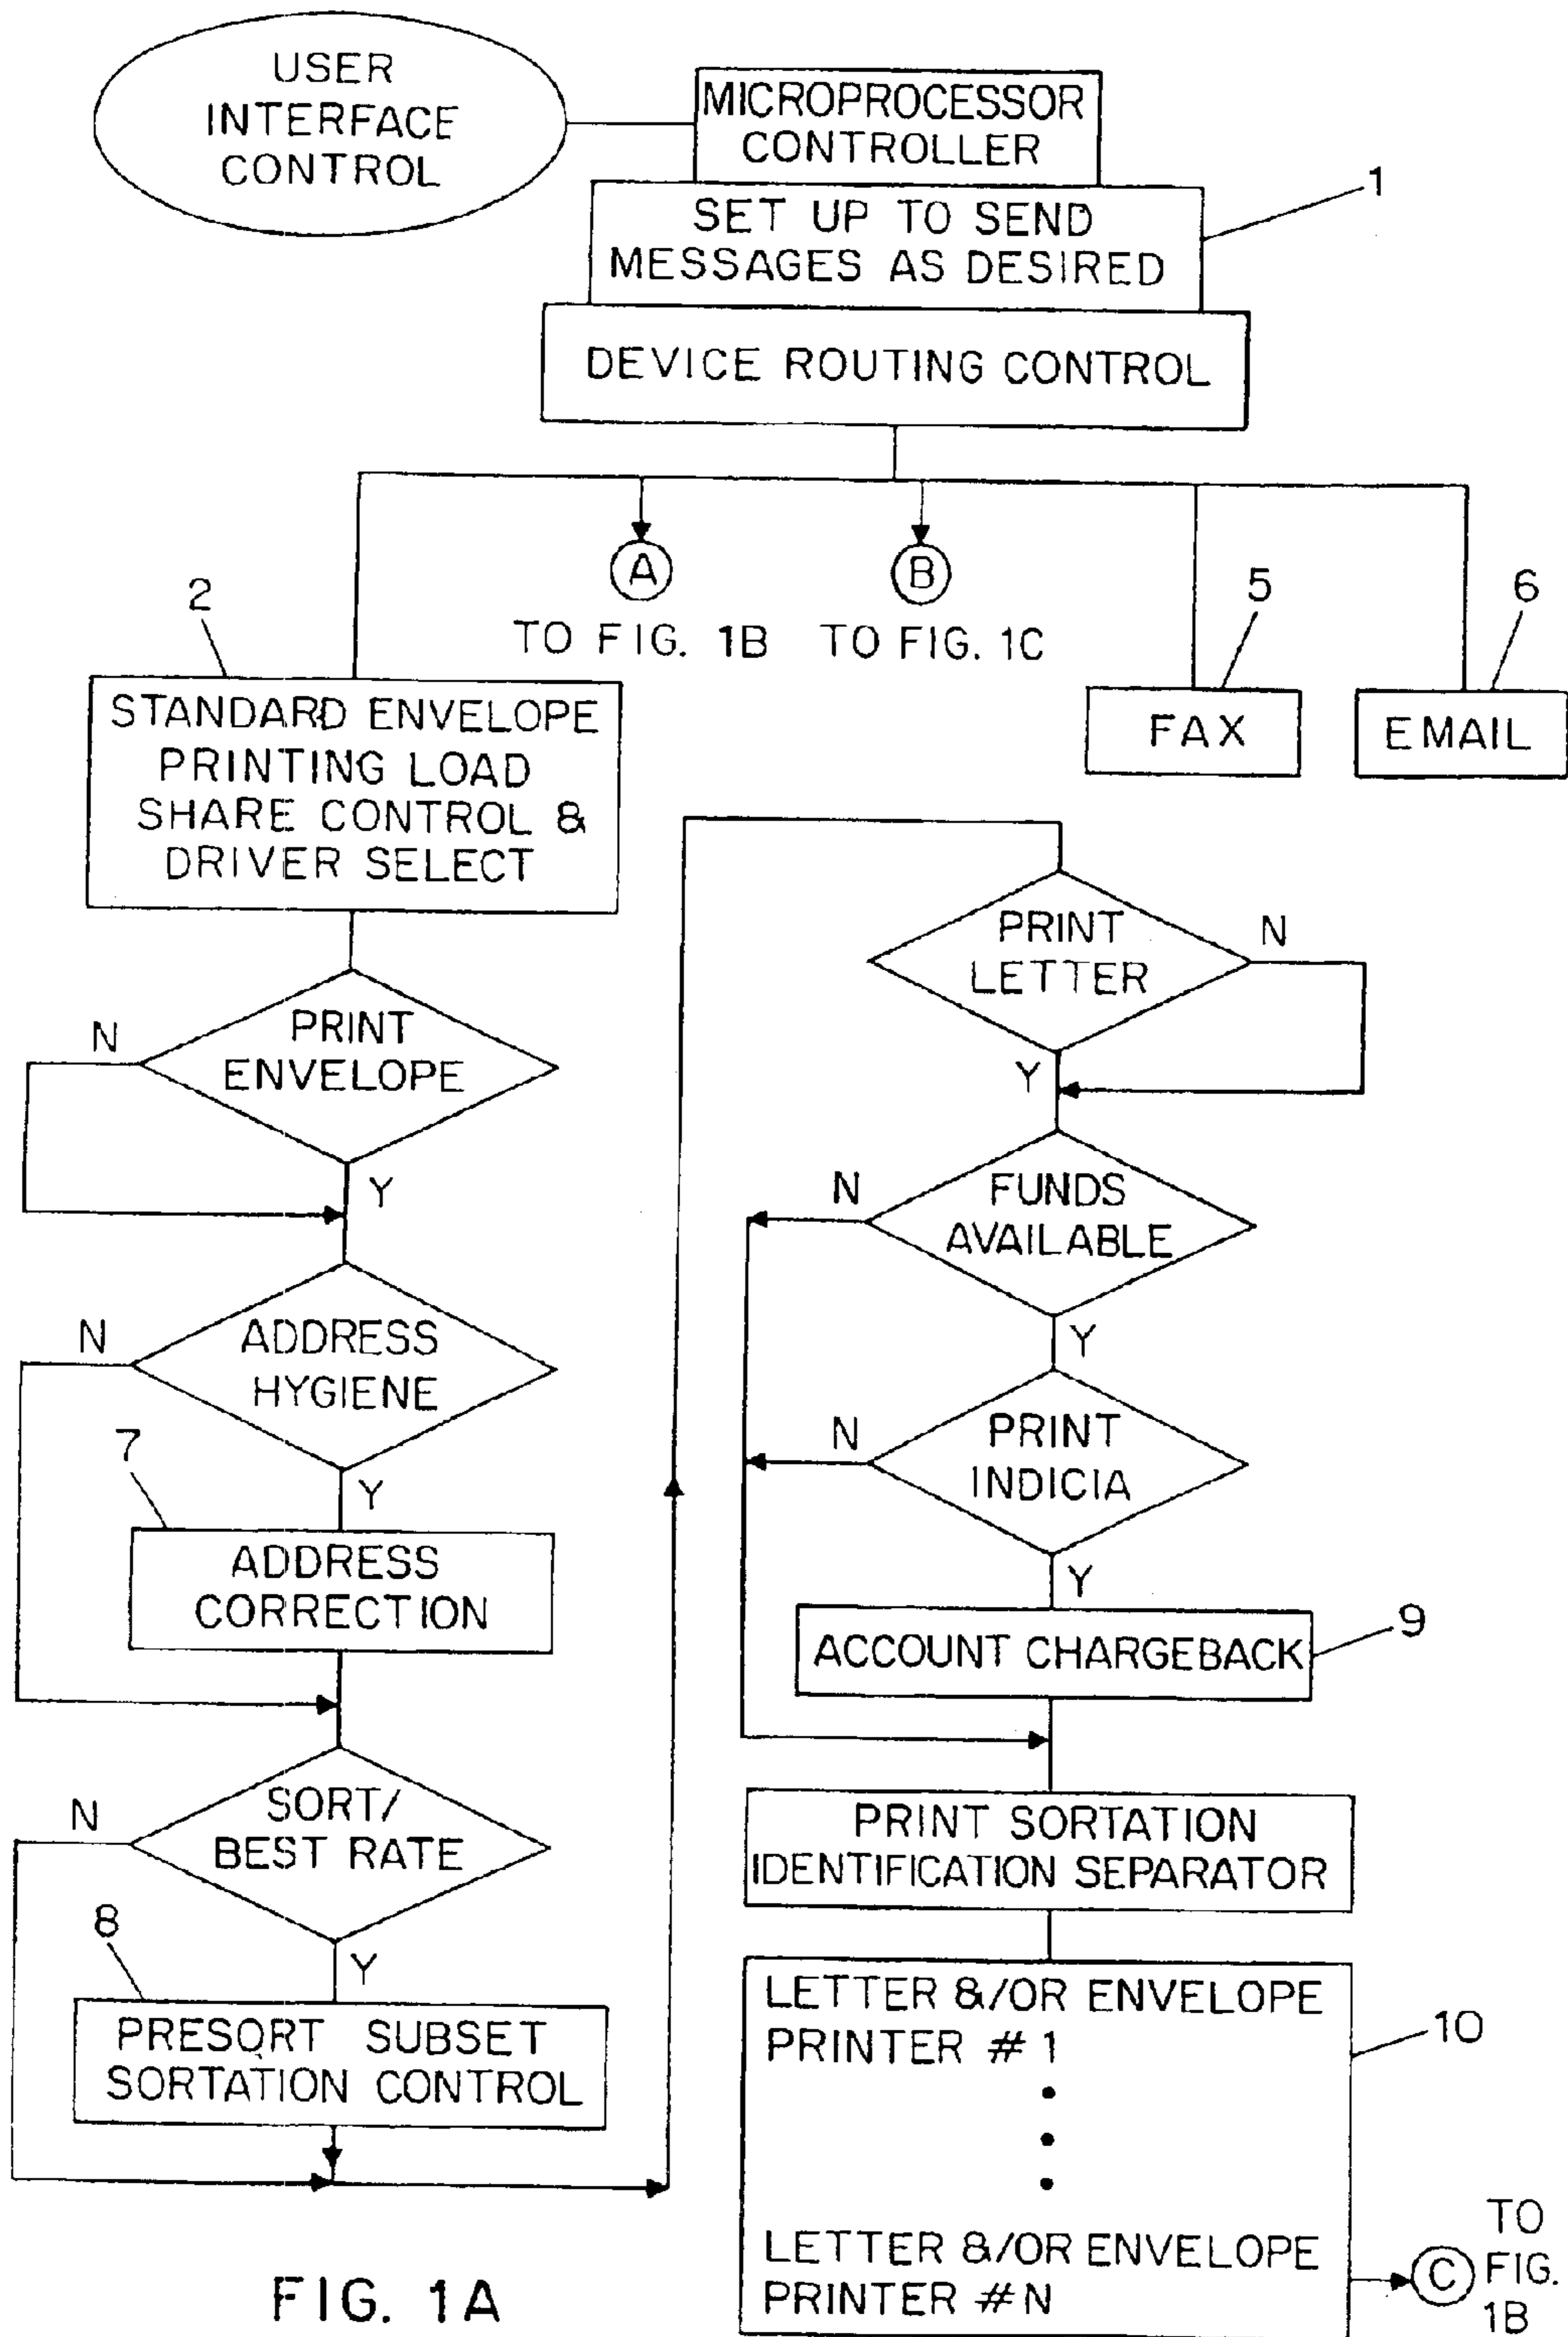 USER
INTERFACE
CONTROL
MICROPROCESSOR
CONTROLLER
SET UP TO SEND
MESSAGES AS DESIRED
1
DEVICE ROUTING CONTROL
A
B
TO FIG. 1B
TO FIG. 1C
2
5
6
STANDARD ENVELOPE
PRINTING LOAD
SHARE CONTROL &
DRIVER SELECT
FAX
EMAIL
PRINT
ENVELOPE
N
Y
ADDRESS
HYGIENE
N
Y
7
ADDRESS
CORRECTION
SORT/
BEST RATE
N
Y
8
PRESORT SUBSET
SORTATION CONTROL
PRINT
LETTER
N
Y
FUNDS
AVAILABLE
N
Y
PRINT
INDICIA
N
Y
ACCOUNT CHARGEBACK
9
PRINT SORTATION
IDENTIFICATION SEPARATOR
LETTER &/OR ENVELOPE
PRINTER # 1
10
LETTER &/OR ENVELOPE
PRINTER # N
C
TO
FIG.
1B
FIG. 1A